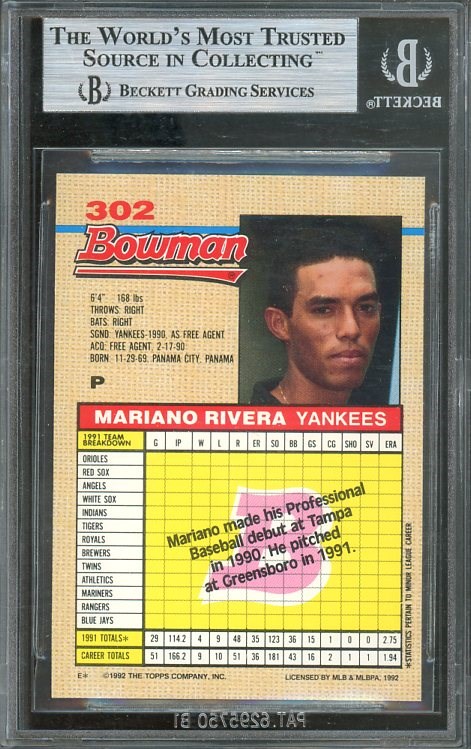 THE WORLD'S MOST TRUSTED
SOURCE IN COLLECTING™
B BECKETT GRADING SERVICES
B
BECKETT®
302
Bowman
6'4" 168 lbs
THROWS: RIGHT
BATS: RIGHT
SGND: YANKEES-1990, AS FREE AGENT
ACQ: FREE AGENT, 2-17-90
BORN: 11-29-69, PANAMA CITY, PANAMA
P
MARIANO RIVERA YANKEES
1991 TEAM BREAKDOWN G IP W L R ER SO BB GS CG SHO SV ERA
ORIOLES
RED SOX
ANGELS
WHITE SOX
INDIANS
TIGERS
ROYALS
BREWERS
TWINS
ATHLETICS
MARINERS
RANGERS
BLUE JAYS
B
Mariano made his Professional
Baseball debut at Tampa
in 1990. He pitched
at Greensboro in 1991.
1991 TOTALS* 29 114.2 4 9 48 35 123 36 15 1 0 0 2.75
CAREER TOTALS 51 166.2 9 10 51 36 181 43 16 2 1 1 1.94
*STATISTICS PERTAIN TO MINOR LEAGUE CAREER
E* ©1992 THE TOPPS COMPANY, INC. LICENSED BY MLB & MLBPA, 1992
PAT.6295750 B1